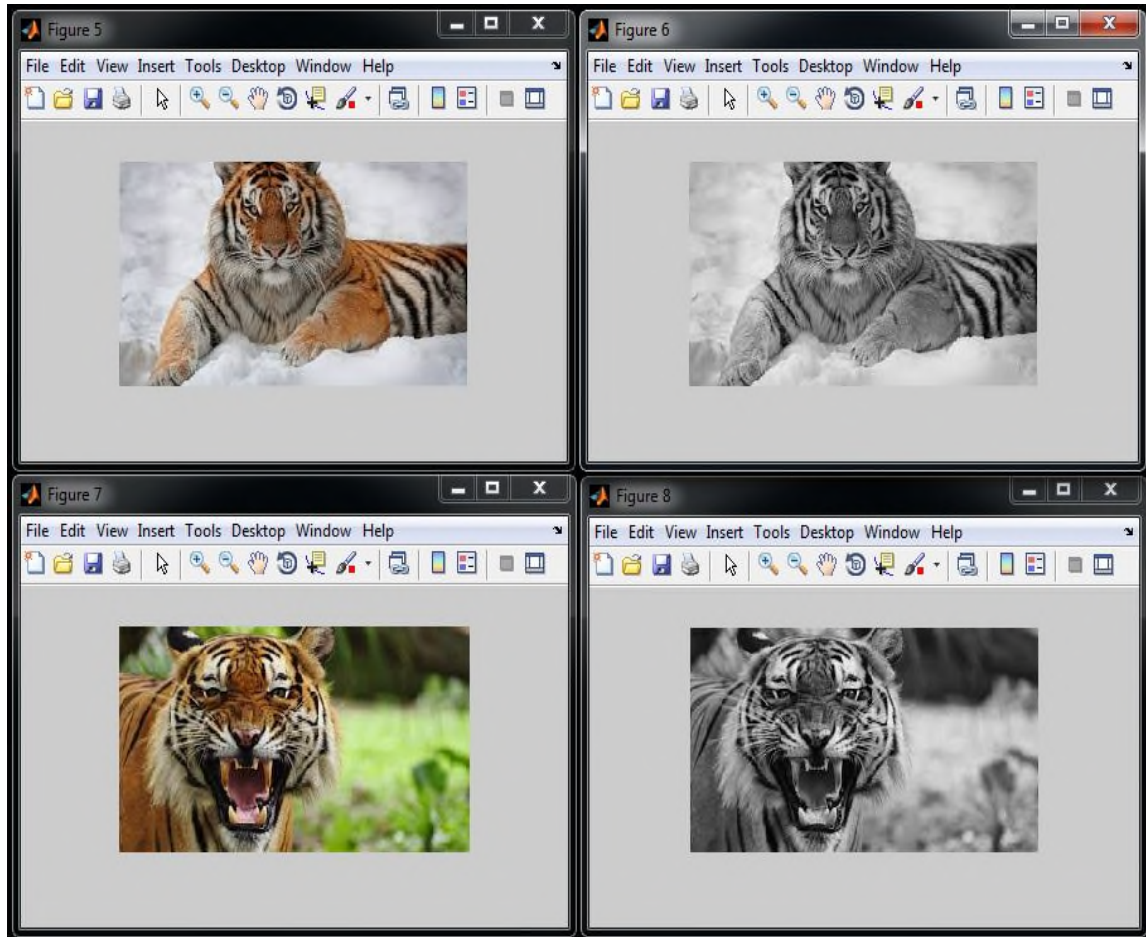 Figure 5
File Edit View Insert Tools Desktop Window Help
Figure 6
File Edit View Insert Tools Desktop Window Help
Figure 7
File Edit View Insert Tools Desktop Window Help
Figure 8
File Edit View Insert Tools Desktop Window Help